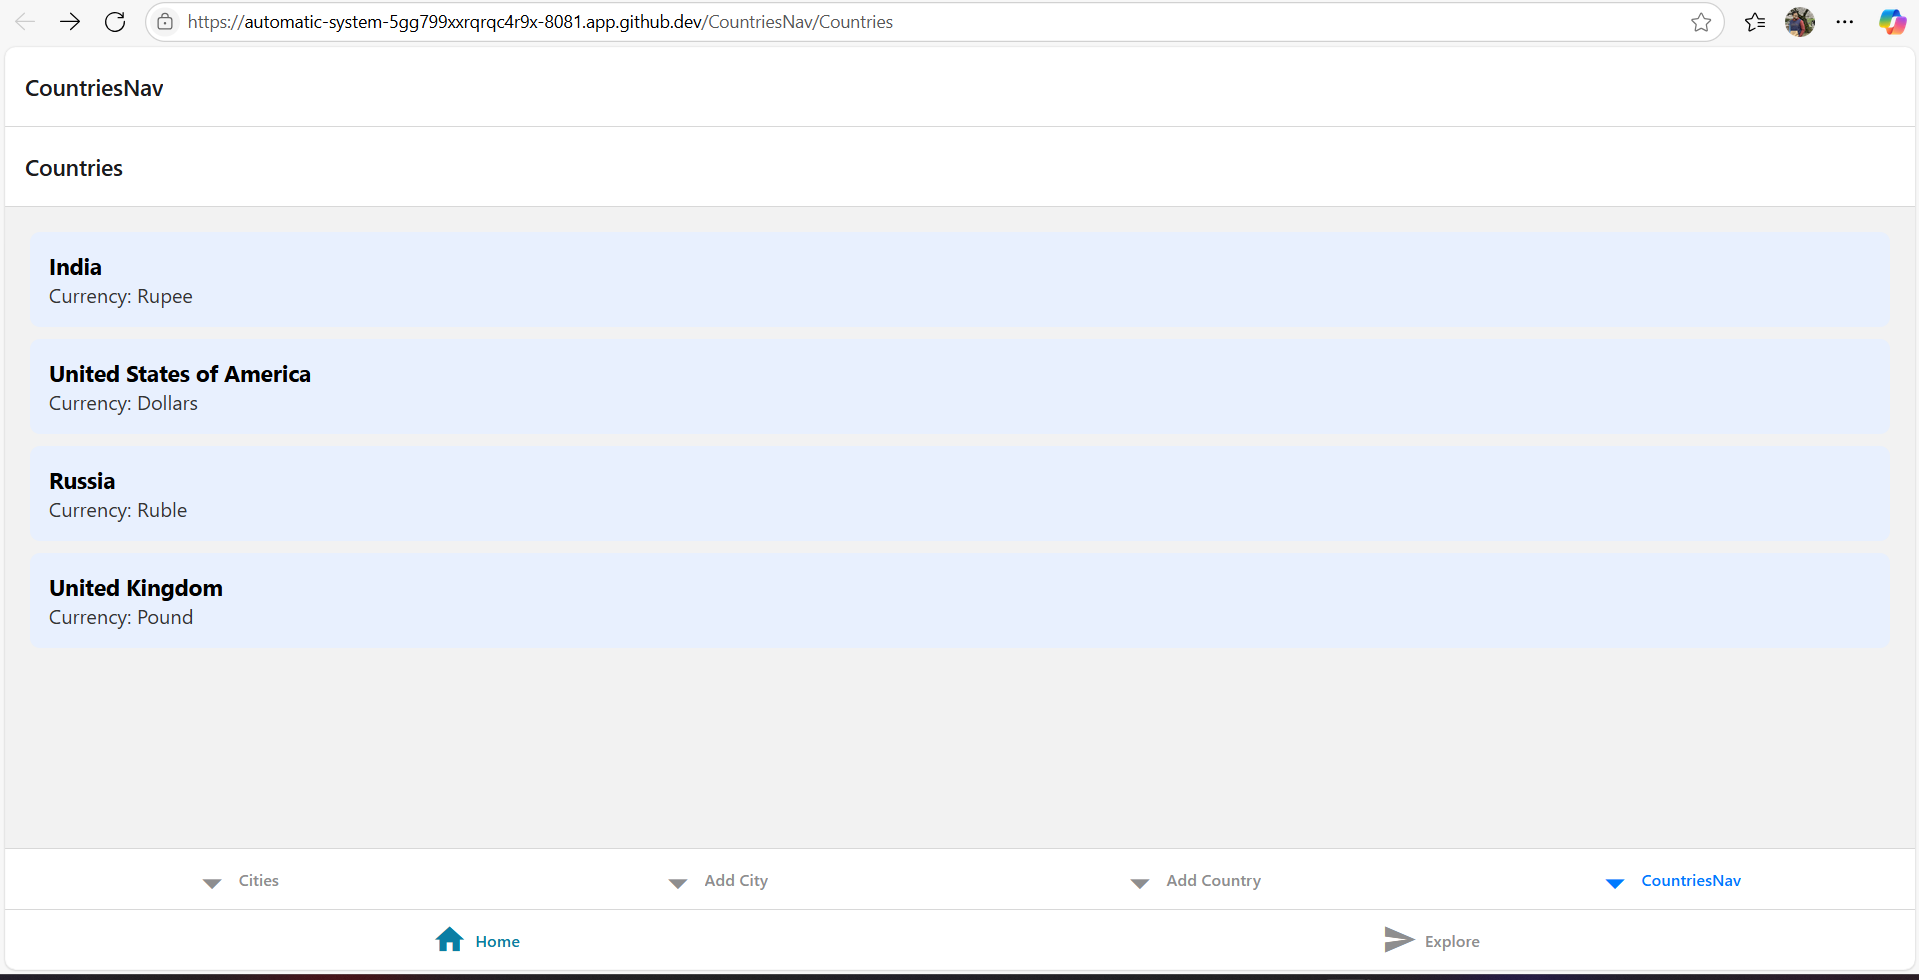 https://automatic-system-5gg799xxrqrqc4r9x-8081.app.github.dev/CountriesNav/Countries
CountriesNav
Countries
India
Currency: Rupee
United States of America
Currency: Dollars
Russia
Currency: Ruble
United Kingdom
Currency: Pound
Cities Add City Add Country CountriesNav
Home Explore